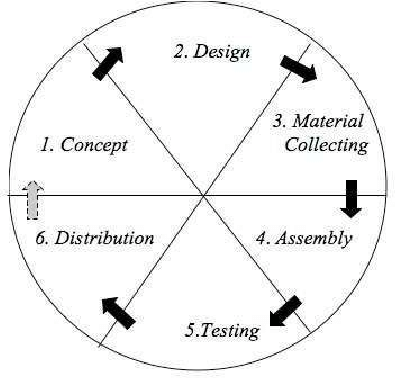 1. Concept
2. Design
3. Material
Collecting
4. Assembly
5.Testing
6. Distribution